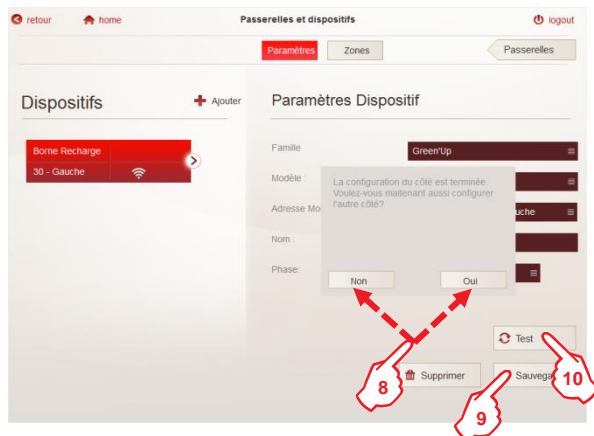 retour home Passerelles et dispositifs logout
Paramètres Zones Passerelles
Dispositifs Ajouter Paramètres Dispositif
Borne Recharge
30 - Gauche
Famille Green'Up
Modèle :
Adresse Mo uche
Nom :
Phase:
La configuration du côté est terminée.
Voulez-vous maitenant aussi configurer
l'autre côté?
Non Oui
Test
Supprimer Sauvega
8
9
10